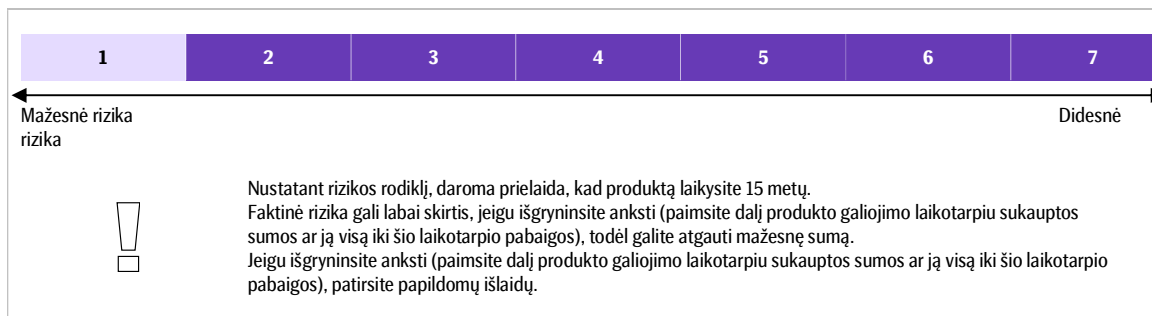 1 2 3 4 5 6 7
Mažesnė rizika Didesnė
rizika
Nustatant rizikos rodiklį, daroma prielaida, kad produktą laikysite 15 metų.
Faktinė rizika gali labai skirtis, jeigu išgryninsite anksti (paimsite dalį produkto galiojimo laikotarpiu sukauptos
sumos ar ją visą iki šio laikotarpio pabaigos), todėl galite atgauti mažesnę sumą.
Jeigu išgryninsite anksti (paimsite dalį produkto galiojimo laikotarpiu sukauptos sumos ar ją visą iki šio laikotarpio
pabaigos), patirsite papildomų išlaidų.